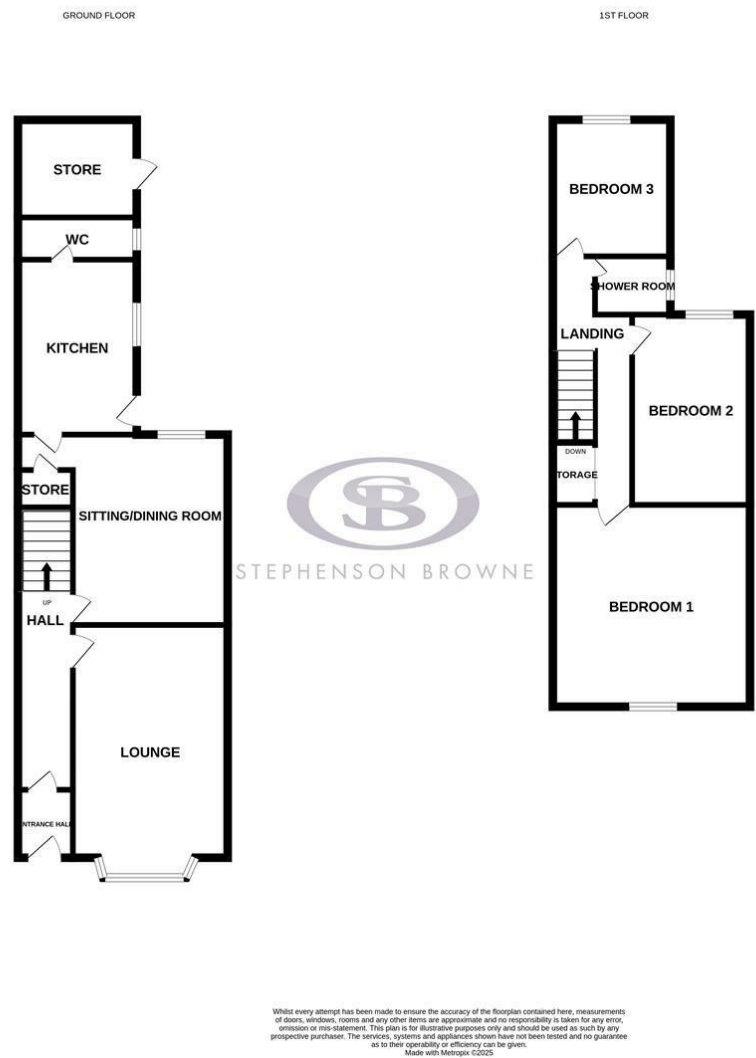 GROUND FLOOR
1ST FLOOR
STORE
WC
KITCHEN
STORE
SITTING/DINING ROOM
UP
HALL
LOUNGE
NTRANCE HALL
BEDROOM 3
SHOWER ROOM
LANDING
BEDROOM 2
DOWN
TORAGE
BEDROOM 1
SB
STEPHENSON BROWNE
Whilst every attempt has been made to ensure the accuracy of the floorplan contained here, measurements
of doors, windows, rooms and any other items are approximate and no responsibility is taken for any error,
omission or mis-statement. This plan is for illustrative purposes only and should be used as such by any
prospective purchaser. The services, systems and appliances shown have not been tested and no guarantee
as to their operability or efficiency can be given.
Made with Metropix ©2025